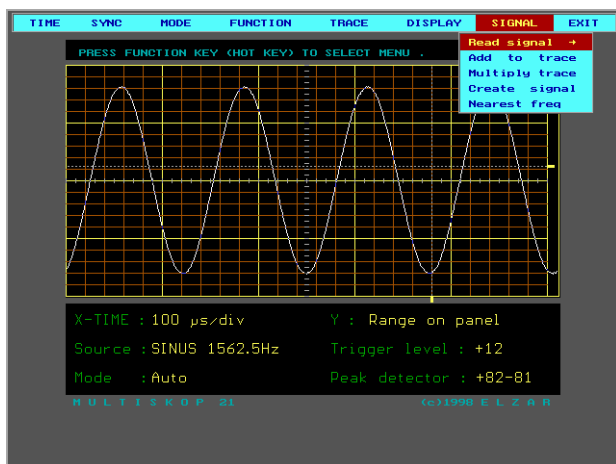 TIME SYNC MODE FUNCTION TRACE DISPLAY SIGNAL EXIT
PRESS FUNCTION KEY (HOT KEY) TO SELECT MENU .
Read signal →
Add to trace
Multiply trace
Create signal
Nearest freq
X-TIME : 100 µs/div Y : Range on panel
Source : SINUS 1562.5Hz Trigger level : +12
Mode : Auto Peak detector : +82-81
MULTISKOP 21 (c)1998 ELZAR